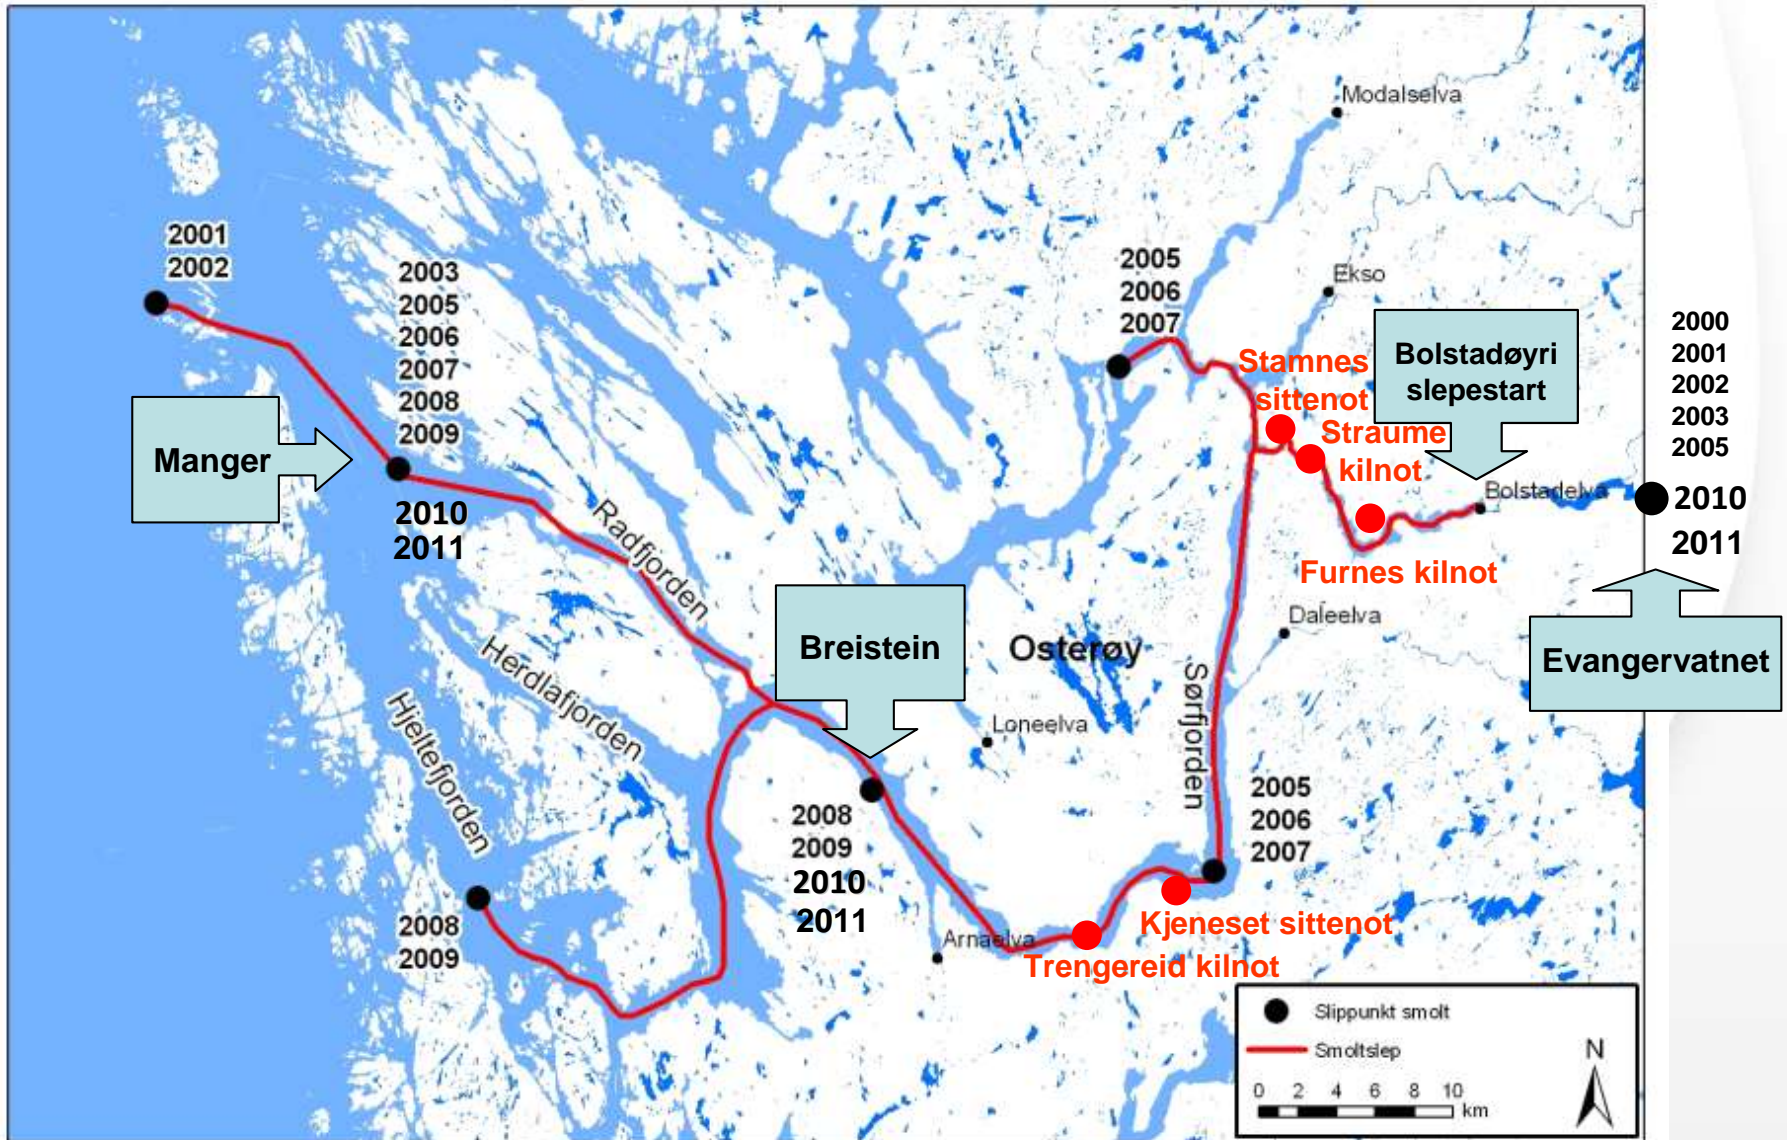 Modalselva
2001
2002
2003
2005
2006
2007
2008
2009
2005
2006
2007
Ekso
2000
2001
2002
2003
2005
Stamnes
sittenot
Bolstadøyri
slepestart
Straume
kilnot
Manger
Bolstadelva
2010
2011
2010
2011
Radfjorden
Furnes kilnot
Breistein
Osterøy
Daleelva
Evangervatnet
Herdlafjorden
Hjeltefjorden
Sørfjorden
Loneelva
2008
2009
2010
2011
2005
2006
2007
2008
2009
Arnaelva
Kjeneset sittenot
Trengereid kilnot
Slippunkt smolt
Smoltslep
N
0 2 4 6 8 10
km